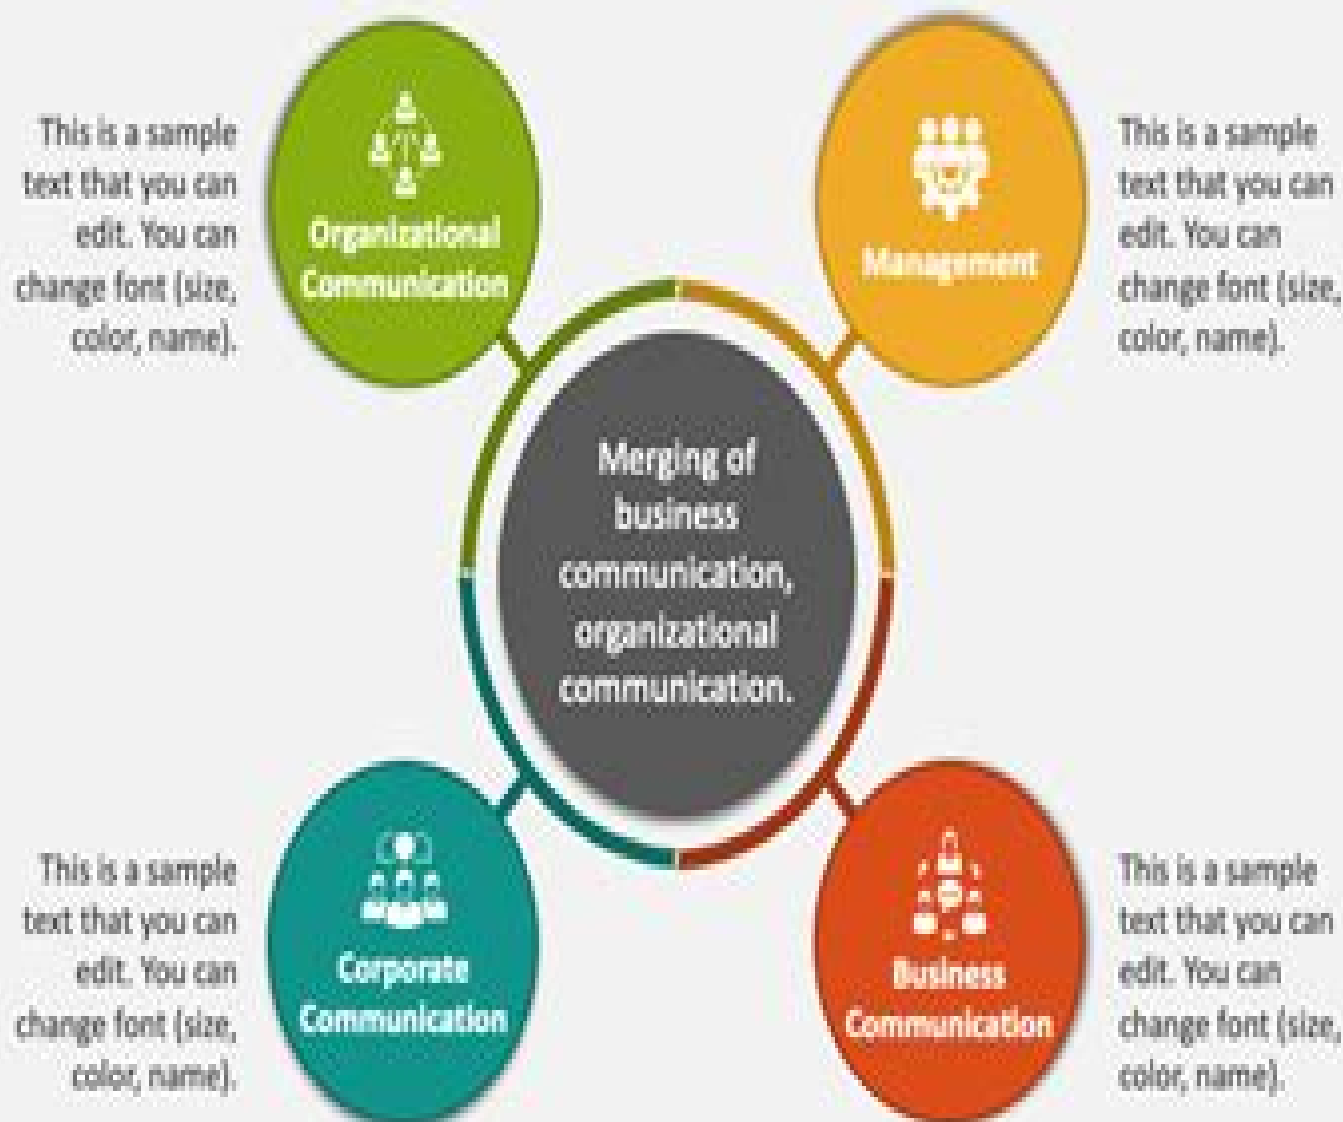 This is a sample
text that you can
edit. You can
change font (size,
color, name).
Organizational
Communication
Management
This is a sample
text that you can
edit. You can
change font (size,
color, name).
Merging of
business
communication,
organizational
communication.
This is a sample
text that you can
edit. You can
change font (size,
color, name).
Corporate
Communication
Business
Communication
This is a sample
text that you can
edit. You can
change font (size,
color, name).